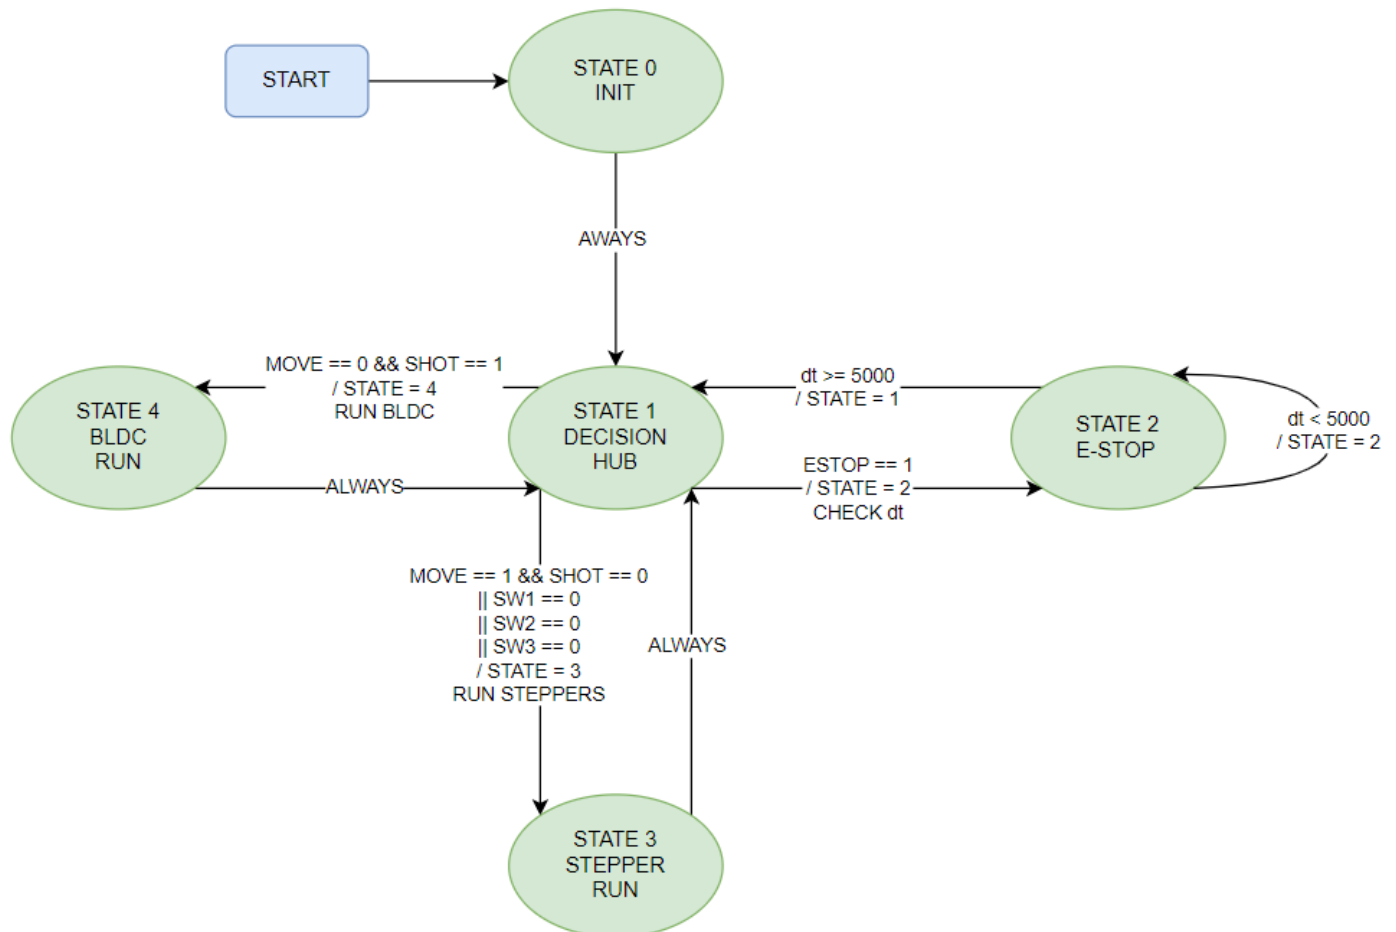 START
STATE 0
INIT
AWAYS
MOVE == 0 && SHOT == 1
/ STATE = 4
RUN BLDC
dt >= 5000
/ STATE = 1
STATE 4
BLDC
RUN
STATE 1
DECISION
HUB
STATE 2
E-STOP
dt < 5000
/ STATE = 2
ALWAYS
ESTOP == 1
/ STATE = 2
CHECK dt
MOVE == 1 && SHOT == 0
|| SW1 == 0
|| SW2 == 0
|| SW3 == 0
/ STATE = 3
RUN STEPPERS
ALWAYS
STATE 3
STEPPER
RUN